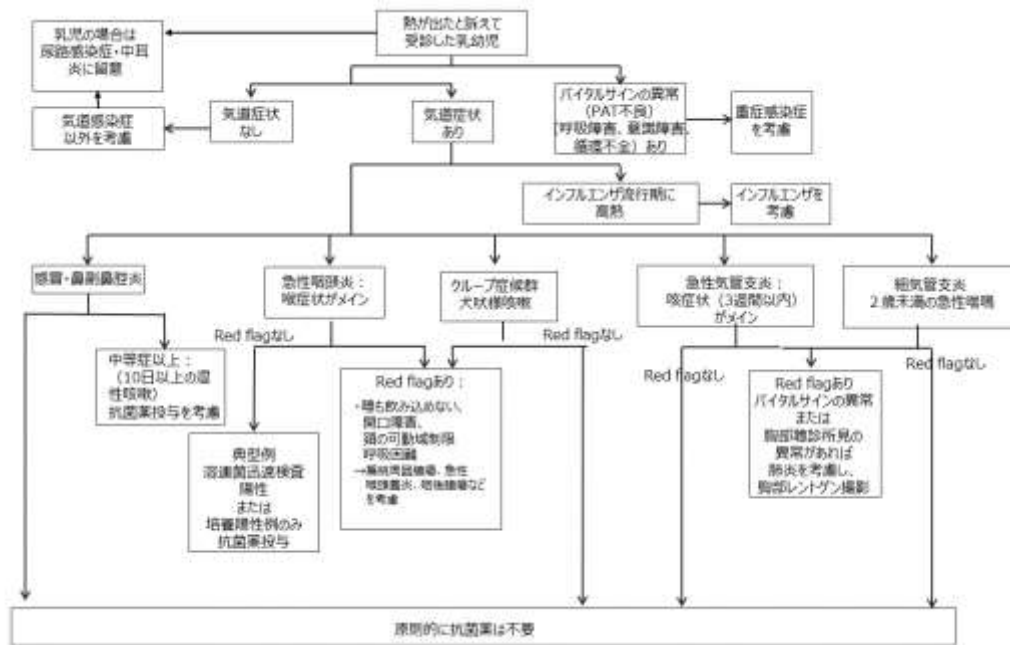 熱が出たと訴えて
受診した乳幼児
乳児の場合は
尿路感染症・中耳
炎に留意
気道感染症
以外を考慮
気道症状
なし
気道症状
あり
バイタルサインの異常
（PAT不良）
（呼吸障害、意識障害、
循環不全）あり
重症感染症
を考慮
インフルエンザ流行期に
高熱
インフルエンザを
考慮
感冒・鼻副鼻腔炎
急性咽頭炎：
喉症状がメイン
クループ症候群
犬吠様咳嗽
急性気管支炎：
咳症状（3週間以内）
がメイン
細気管支炎
２歳未満の急性喘鳴
Red flagなし
Red flagなし
Red flagなし
Red flagなし
中等症以上：
（10日以上の湿
性咳嗽）
抗菌薬投与を考慮
典型例
溶連菌迅速検査
陽性
または
培養陽性例のみ
抗菌薬投与
Red flagあり：
・唾も飲み込めない、
開口障害、
頸の可動域制限
呼吸困難
→扁桃周囲膿瘍、急性
喉頭蓋炎、咽後膿瘍など
を考慮
Red flagあり
バイタルサインの異常
または
胸部聴診所見の
異常があれば
肺炎を考慮し、
胸部レントゲン撮影
原則的に抗菌薬は不要